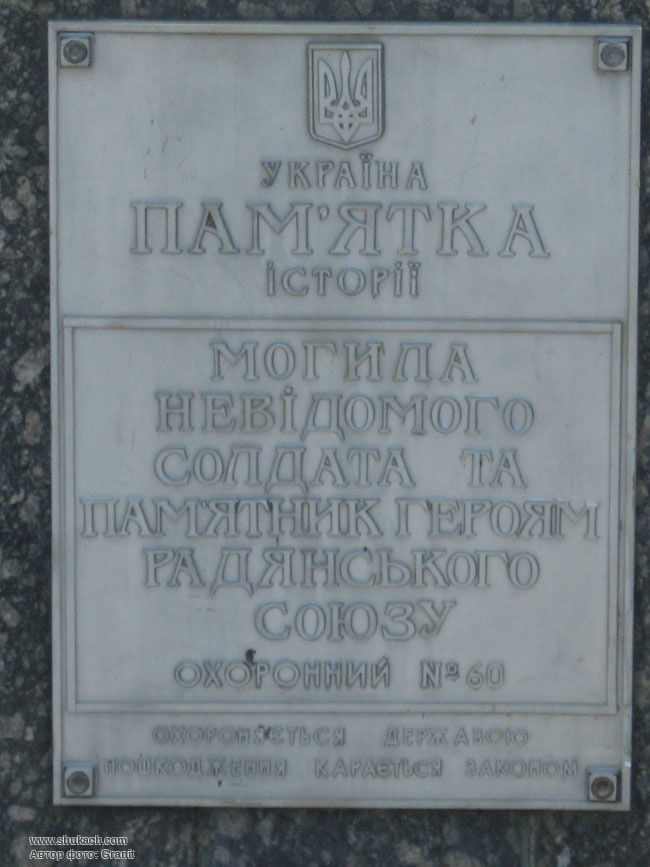 УКРАЇНА
ПАМ'ЯТКА
ІСТОРІЇ
МОГИЛА
НЕВІДОМОГО
СОЛДАТА ТА
ПАМ'ЯТНИК ГЕРОЯМ
РАДЯНСЬКОГО
СОЮЗУ
ОХОРОННИЙ № 60
ОХОРОНЯЄТЬСЯ ДЕРЖАВОЮ
ПОШКОДЖЕННЯ КАРАЄТЬСЯ ЗАКОНОМ
www.shukach.com
Автор фото: Granit